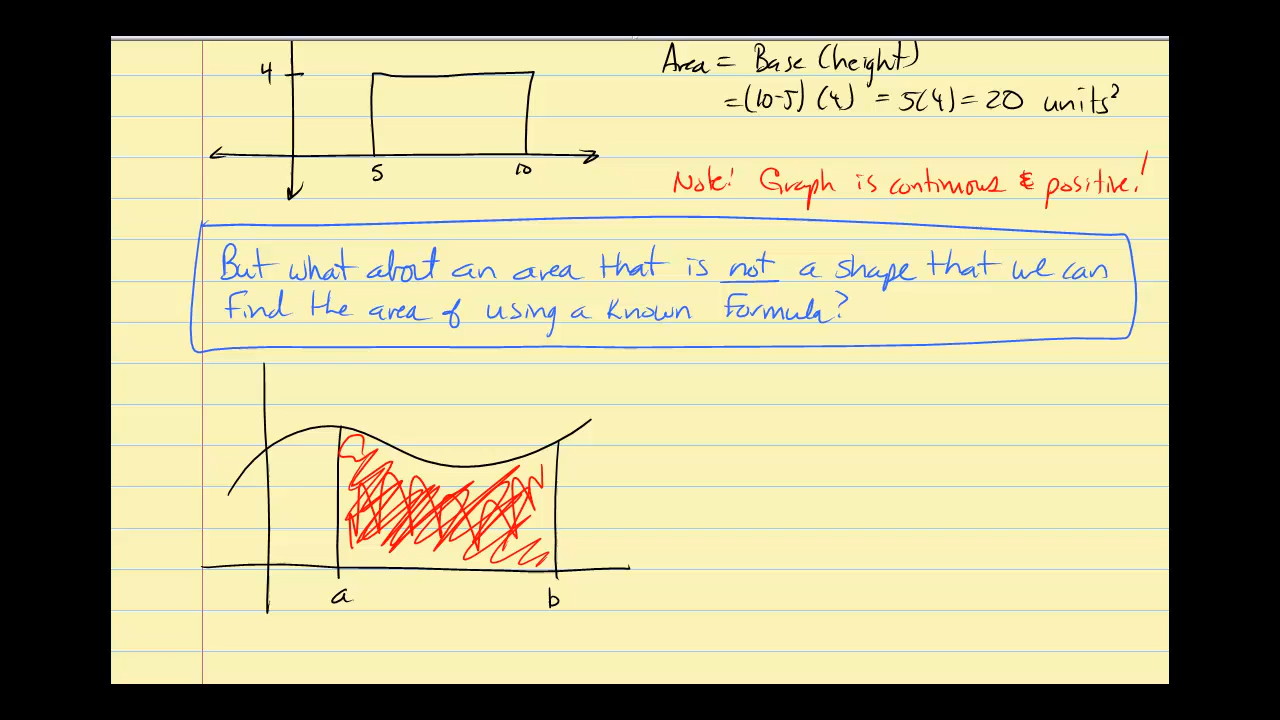 4
5 10
Area = Base (height)
= (10-5) (4) = 5(4) = 20 units²
Note! Graph is continuous & positive!
But what about an area that is not a shape that we can
find the area of using a known formula?
a b